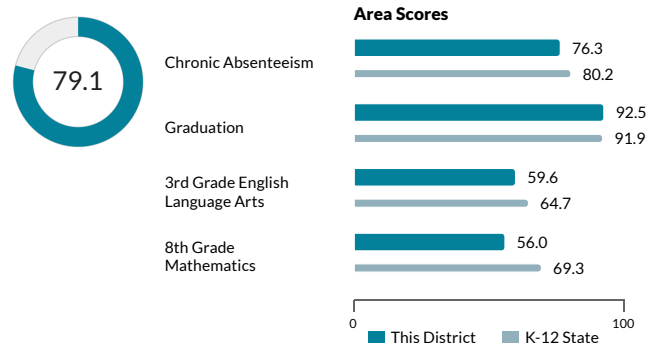 Area Scores
79.1
Chronic Absenteeism
76.3
80.2
Graduation
92.5
91.9
3rd Grade English
Language Arts
59.6
64.7
8th Grade
Mathematics
56.0
69.3
0
100
This District
K-12 State